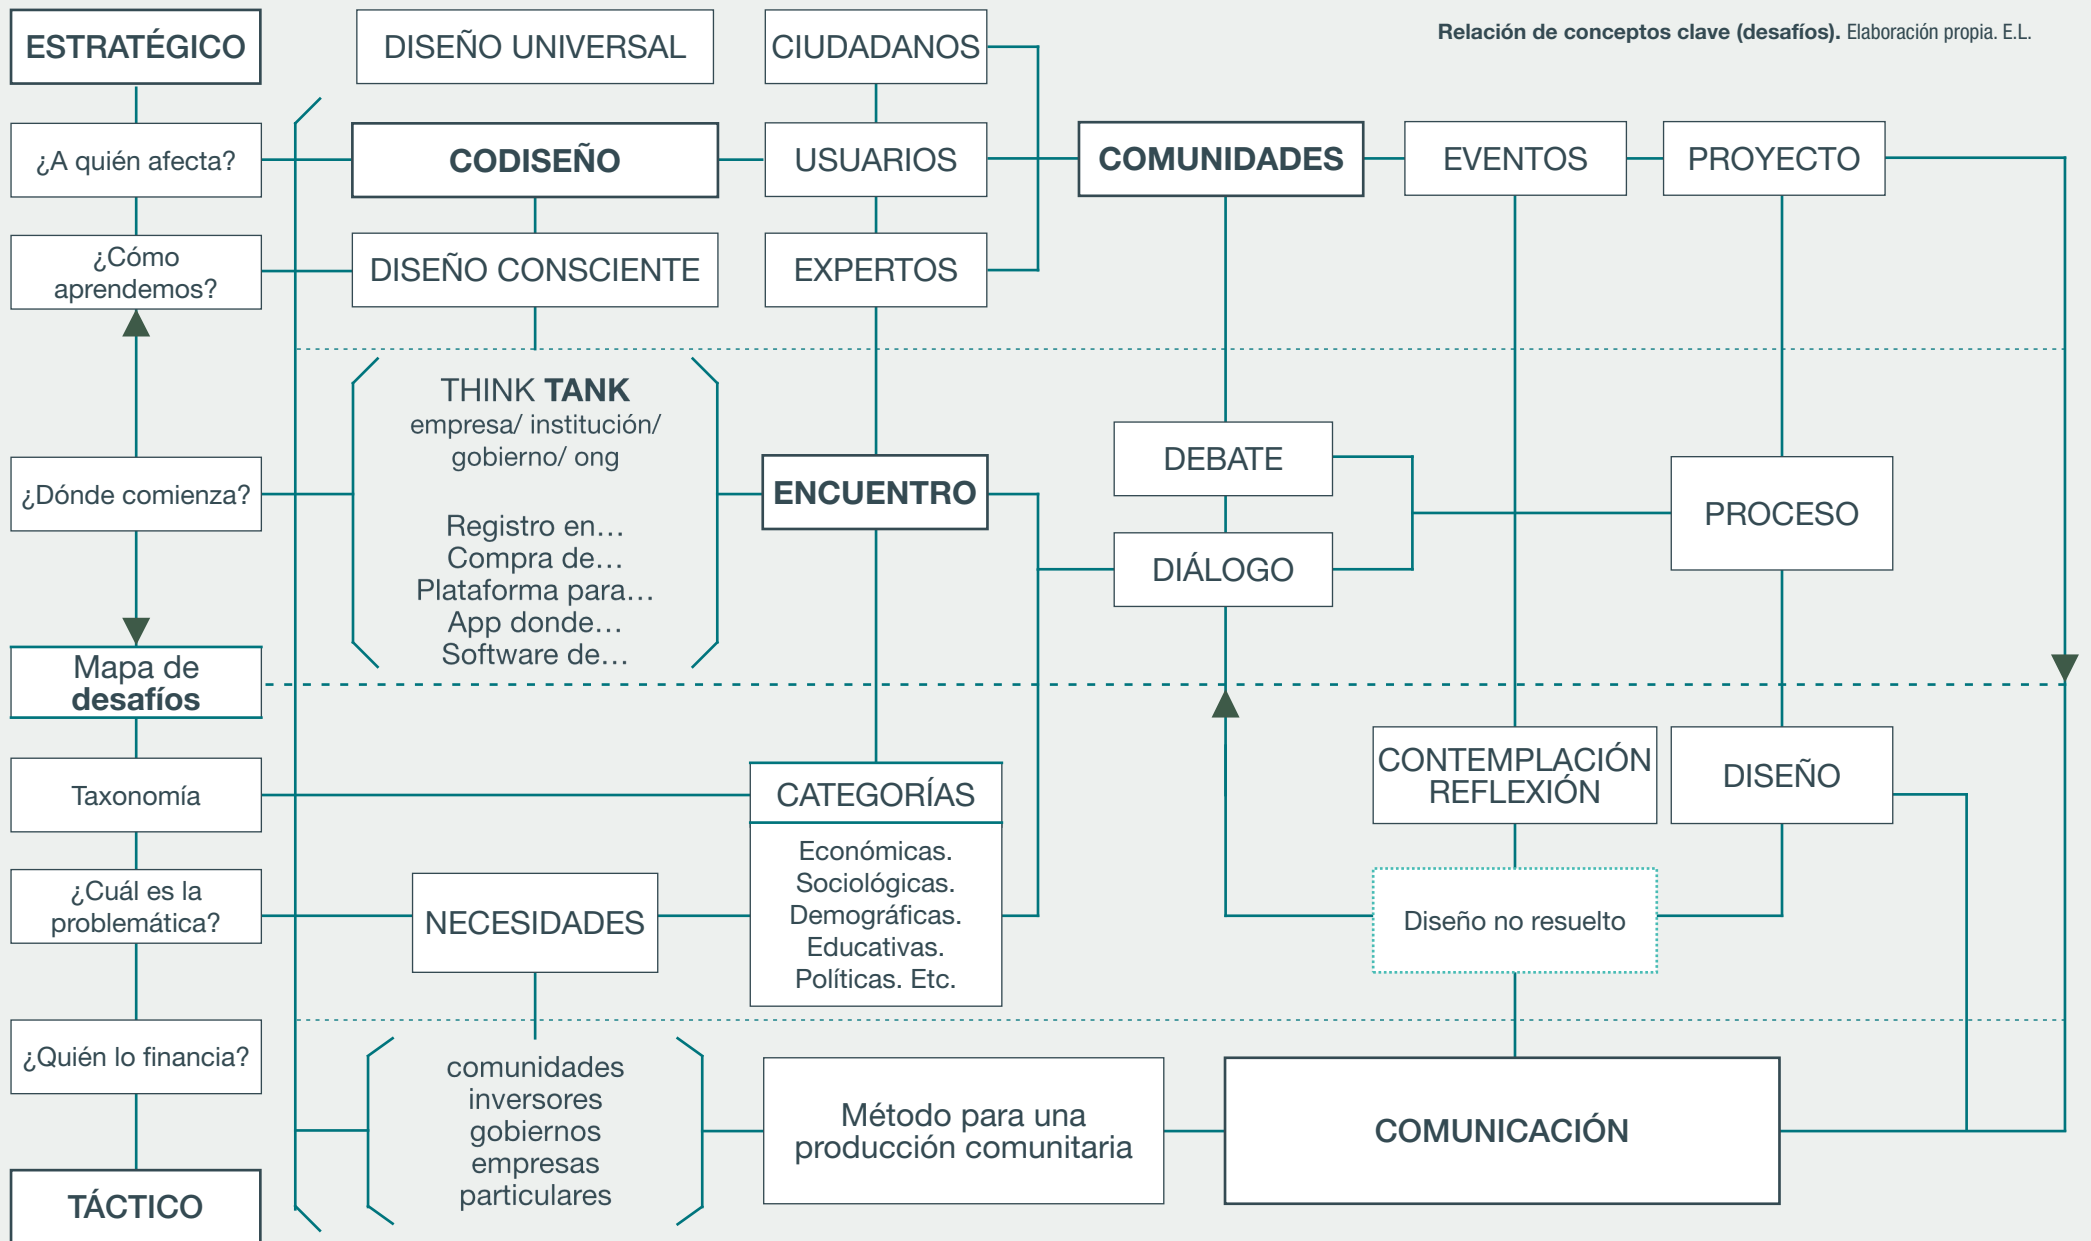 ESTRATÉGICO
DISEÑO UNIVERSAL
CIUDADANOS
Relación de conceptos clave (desafíos). Elaboración propia. E.L.
¿A quién afecta?
CODISEÑO
USUARIOS
COMUNIDADES
EVENTOS
PROYECTO
¿Cómo
aprendemos?
DISEÑO CONSCIENTE
EXPERTOS
THINK TANK
empresa/ institución/
gobierno/ ong
Registro en…
Compra de…
Plataforma para…
App donde…
Software de…
¿Dónde comienza?
ENCUENTRO
DEBATE
DIÁLOGO
PROCESO
Mapa de
desafíos
Taxonomía
CATEGORÍAS
Económicas.
Sociológicas.
Demográficas.
Educativas.
Políticas. Etc.
CONTEMPLACIÓN
REFLEXIÓN
DISEÑO
¿Cuál es la
problemática?
NECESIDADES
Diseño no resuelto
¿Quién lo financia?
comunidades
inversores
gobiernos
empresas
particulares
Método para una
producción comunitaria
COMUNICACIÓN
TÁCTICO